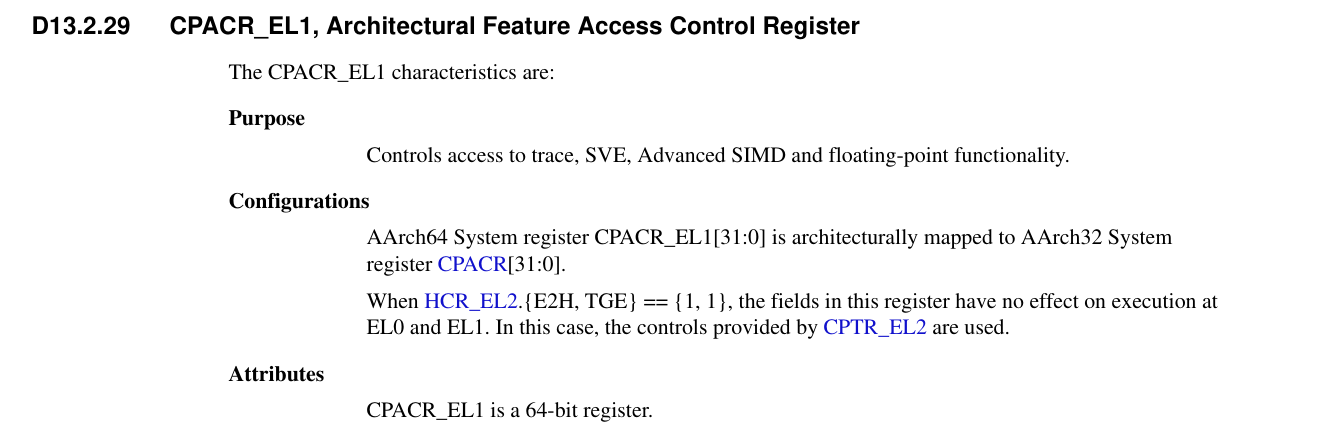 D13.2.29 CPACR_EL1, Architectural Feature Access Control Register
The CPACR_EL1 characteristics are:
Purpose
Controls access to trace, SVE, Advanced SIMD and floating-point functionality.
Configurations
AArch64 System register CPACR_EL1[31:0] is architecturally mapped to AArch32 System
register CPACR[31:0].
When HCR_EL2.{E2H, TGE} == {1, 1}, the fields in this register have no effect on execution at
EL0 and EL1. In this case, the controls provided by CPTR_EL2 are used.
Attributes
CPACR_EL1 is a 64-bit register.